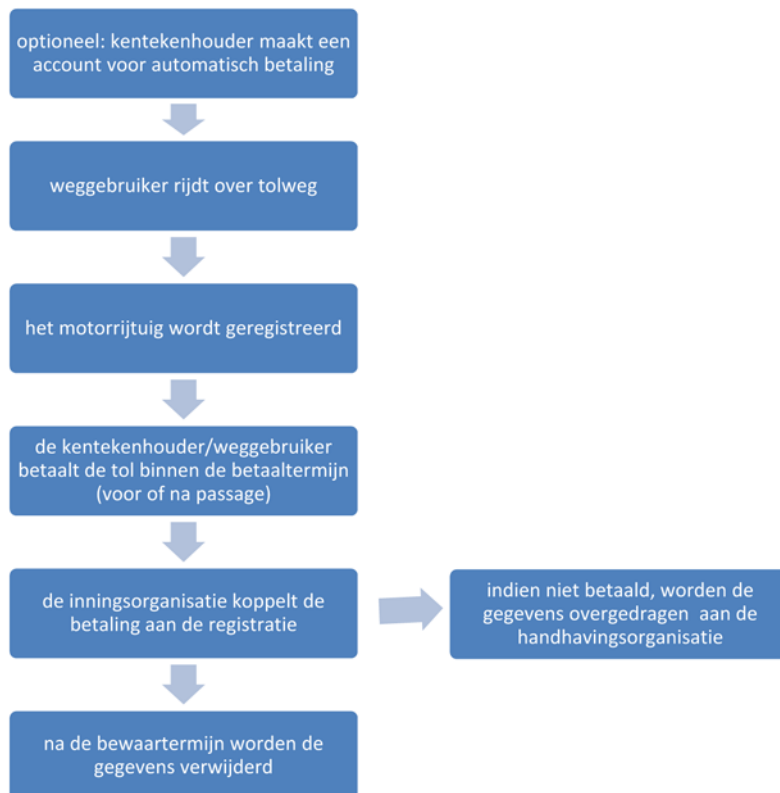 optioneel: kentekenhouder maakt een
account voor automatisch betaling
weggebruiker rijdt over tolweg
het motorrijtuig wordt geregistreerd
de kentekenhouder/weggebruiker
betaalt de tol binnen de betaaltermijn
(voor of na passage)
de inningsorganisatie koppelt de
betaling aan de registratie
indien niet betaald, worden de
gegevens overgedragen aan de
handhavingsorganisatie
na de bewaartermijn worden de
gegevens verwijderd